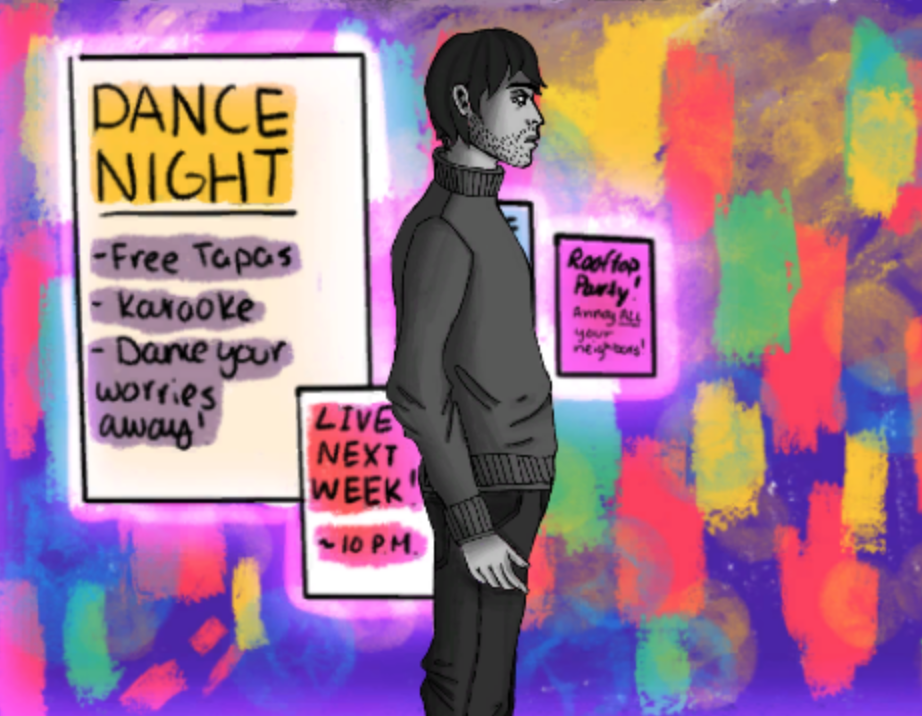 DANCE
NIGHT
- Free Tapas
- Karaoke
- Dance your
worries
away!
LIVE
NEXT
WEEK!
~ 10 P.M.
Rooftop
Party!
Annoy ALL
your
neighbors!